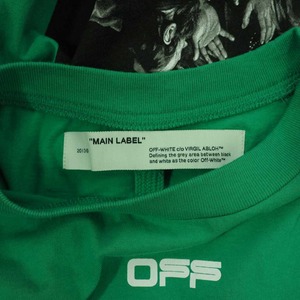 "MAIN LABEL"
OFF-WHITE c/o VIRGIL ABLOH™
Defining the grey area between black
and white as the color Off-White™
OFF